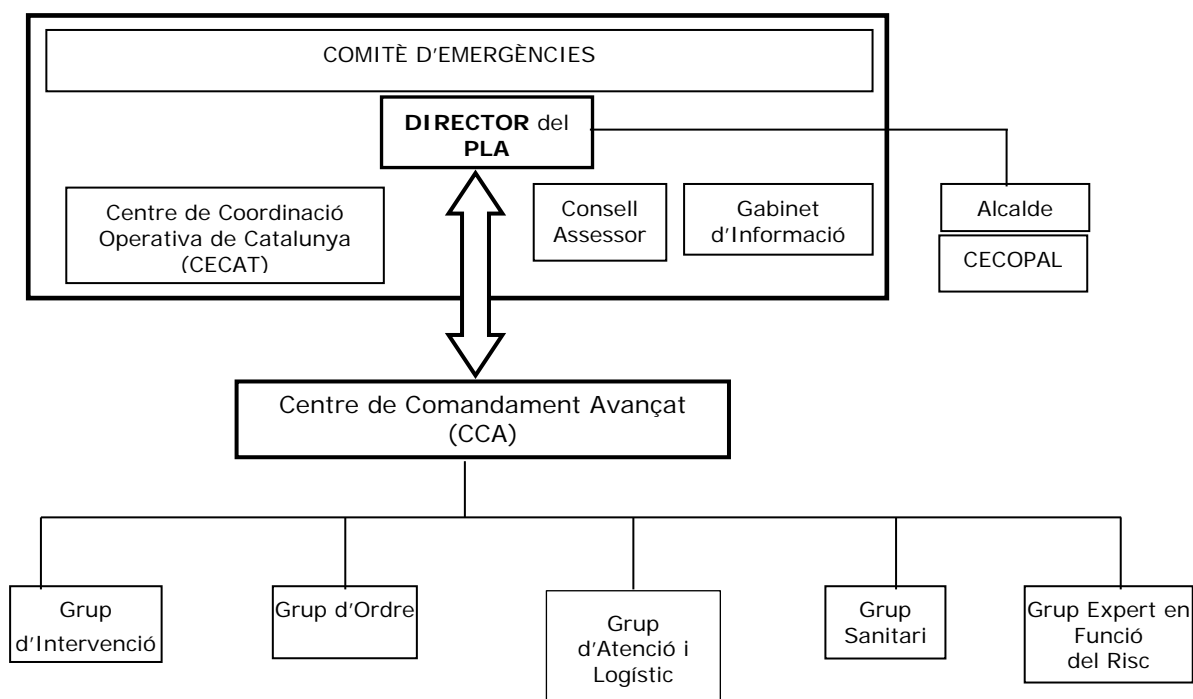 COMITÈ D'EMERGÈNCIES
DIRECTOR del
PLA
Centre de Coordinació
Operativa de Catalunya
(CECAT)
Consell
Assessor
Gabinet
d'Informació
Alcalde
CECOPAL
Centre de Comandament Avançat
(CCA)
Grup
d'Intervenció
Grup d'Ordre
Grup
d'Atenció i
Logístic
Grup
Sanitari
Grup Expert en
Funció
del Risc